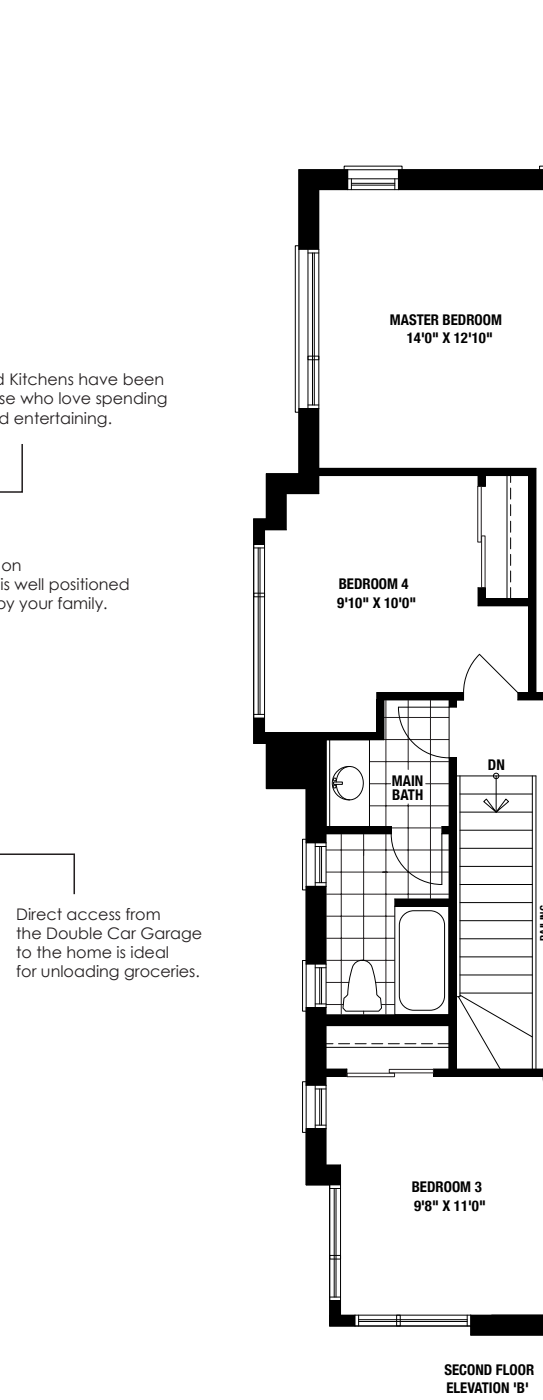 MASTER BEDROOM
14'0" X 12'10"
Kitchens have been
who love spending
entertaining.
on
is well positioned
by your family.
BEDROOM 4
9'10" X 10'0"
DN
MAIN
BATH
Direct access from
the Double Car Garage
to the home is ideal
for unloading groceries.
BEDROOM 3
9'8" X 11'0"
SECOND FLOOR
ELEVATION 'B'